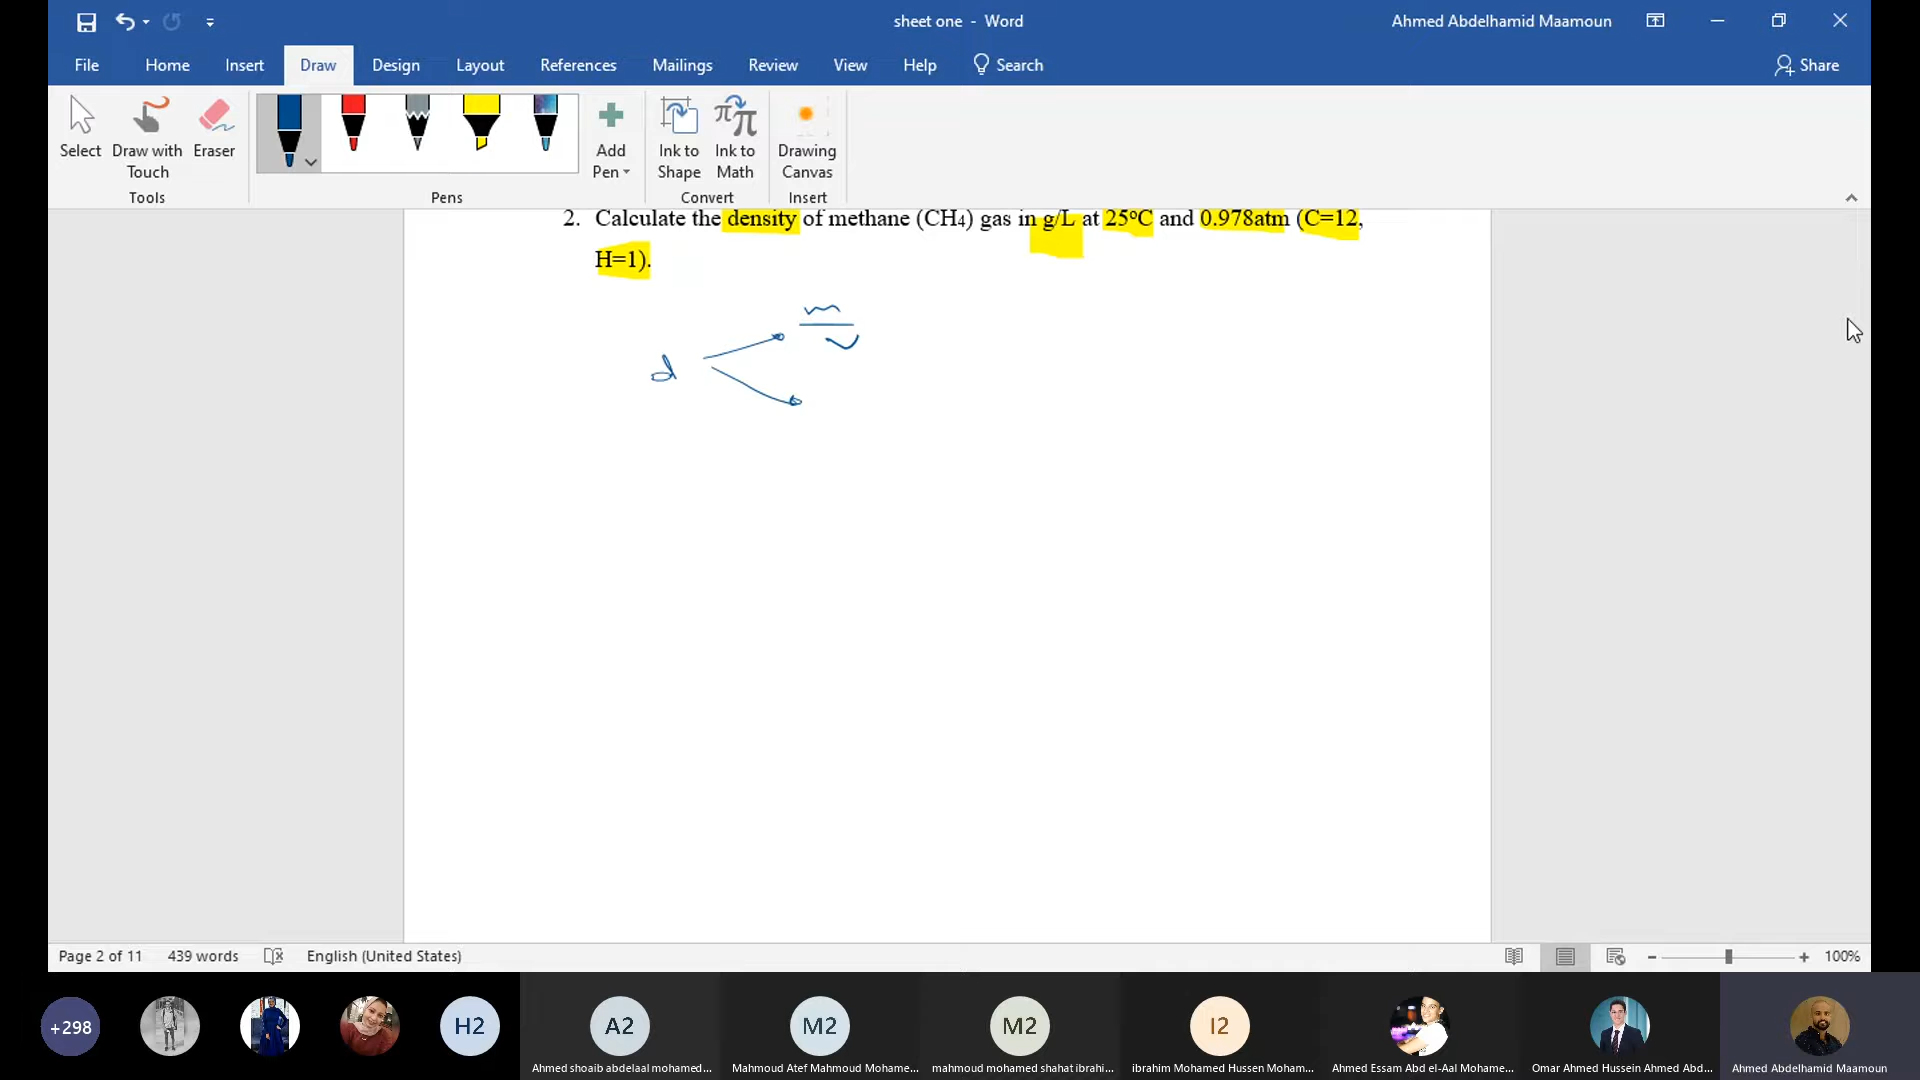 sheet one - Word
Ahmed Abdelhamid Maamoun
File Home Insert Draw Design Layout References Mailings Review View Help Search Share
Select Draw with Touch Eraser
Add Pen
Ink to Shape Ink to Math
Drawing Canvas
Tools Pens Convert Insert
2. Calculate the density of methane (CH4) gas in g/L at 25°C and 0.978atm (C=12,
H=1).
m
d
v
Page 2 of 11 439 words English (United States) 100%
+298 H2 A2 M2 M2 I2
Ahmed shoaib abdelaal mohamed... Mahmoud Atef Mahmoud Mohame... mahmoud mohamed shahat ibrahi... ibrahim Mohamed Hussen Moham... Ahmed Essam Abd el-Aal Mohame... Omar Ahmed Hussein Ahmed Abd... Ahmed Abdelhamid Maamoun